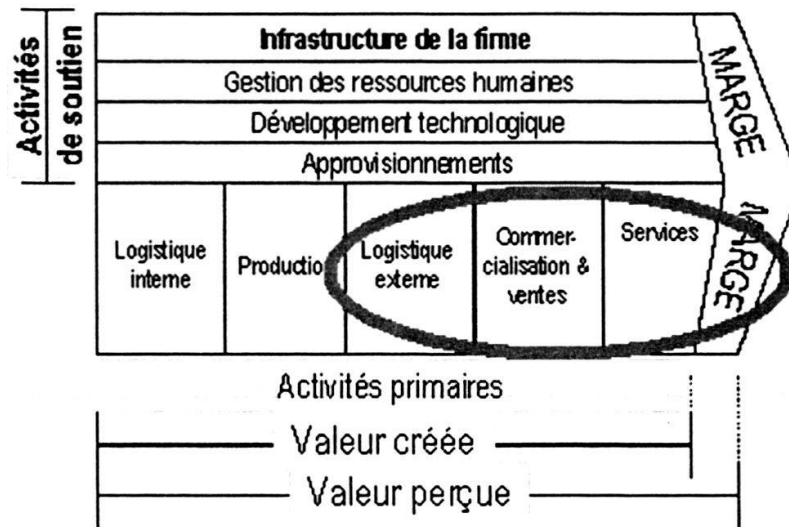 Activités
de soutien
Infrastructure de la firme
Gestion des ressources humaines
Développement technologique
Approvisionnements
MARGE
MARGE
Logistique
interne
Productio
Logistique
externe
Commer-
cialisation &
ventes
Services
Activités primaires
Valeur créée
Valeur perçue